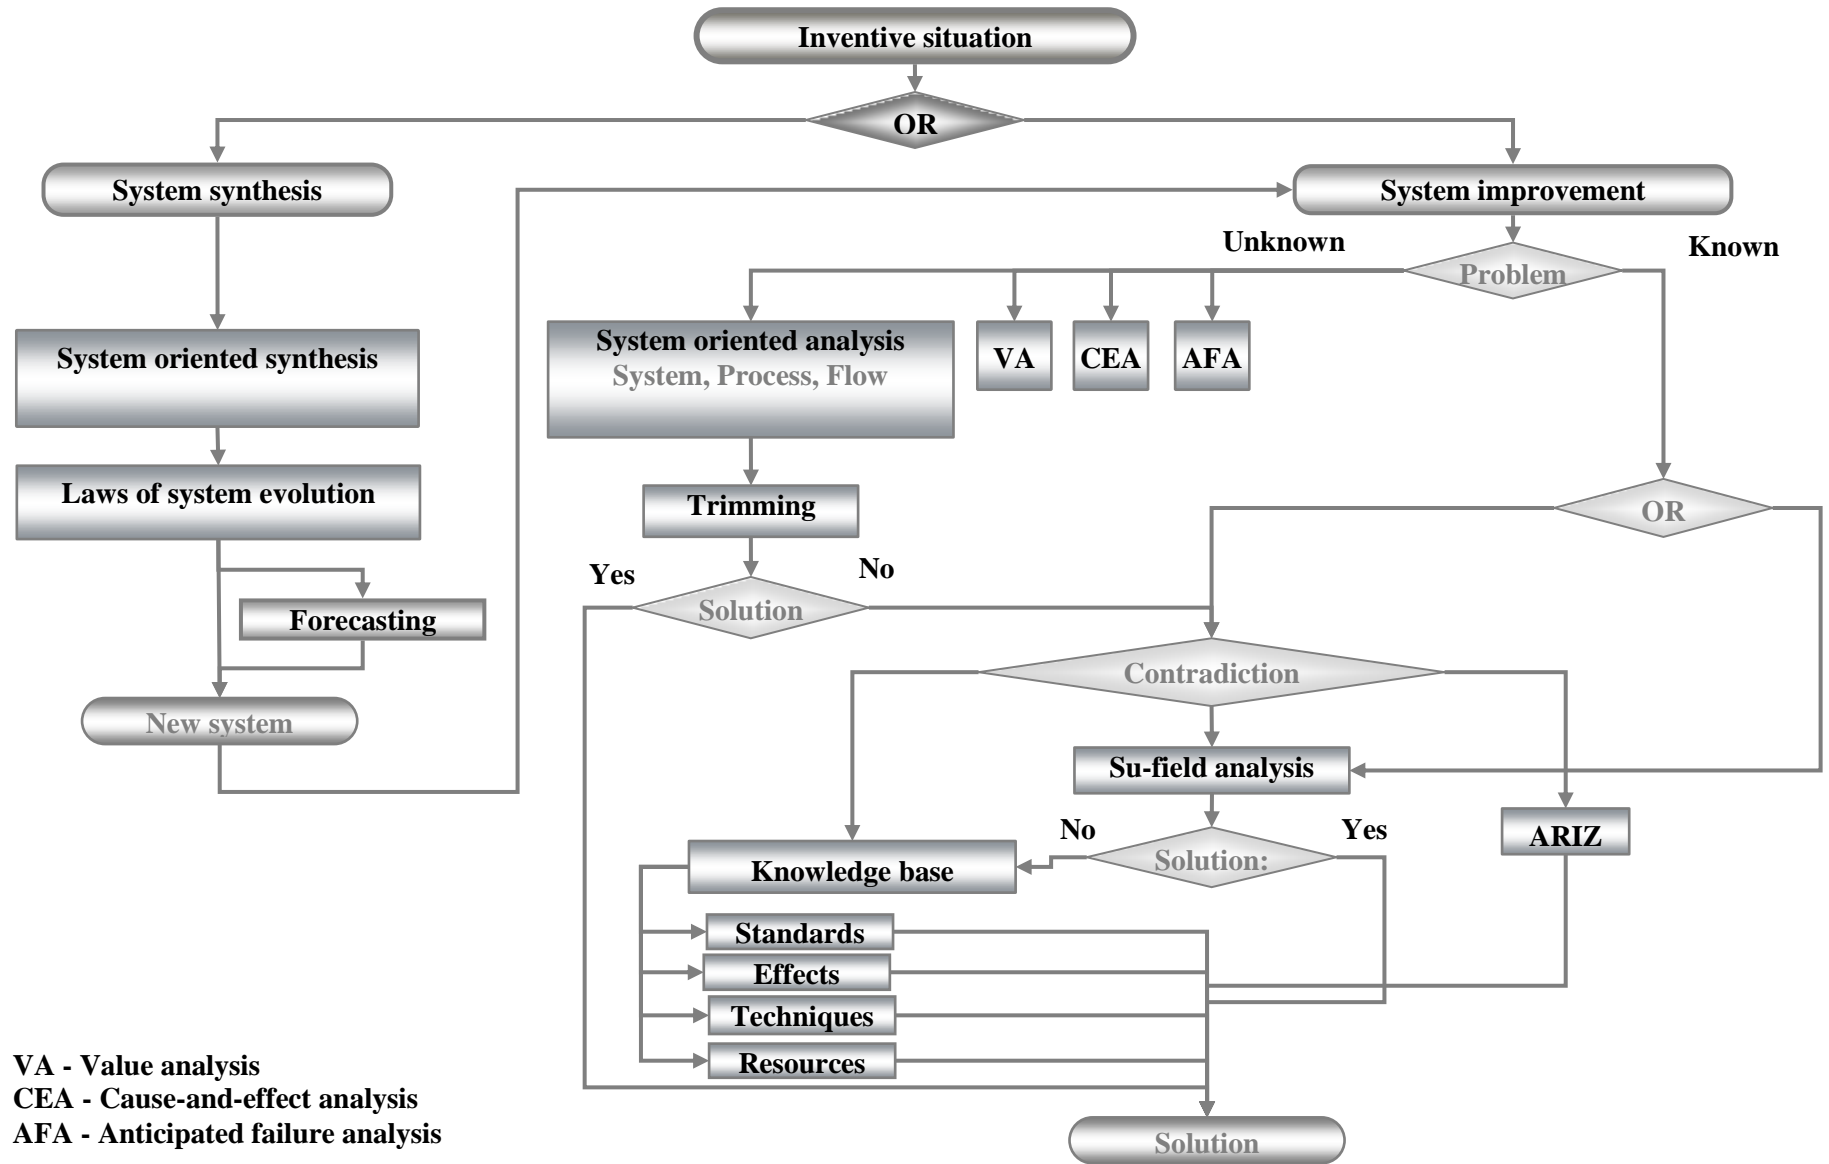 Inventive situation
OR
System synthesis
System improvement
Unknown
Known
Problem
System oriented synthesis
System oriented analysis
System, Process, Flow
VA
CEA
AFA
Laws of system evolution
Trimming
OR
Yes
No
Solution
Forecasting
Contradiction
New system
Su-field analysis
No
Yes
ARIZ
Solution:
Knowledge base
Standards
Effects
Techniques
Resources
VA - Value analysis
CEA - Cause-and-effect analysis
AFA - Anticipated failure analysis
Solution